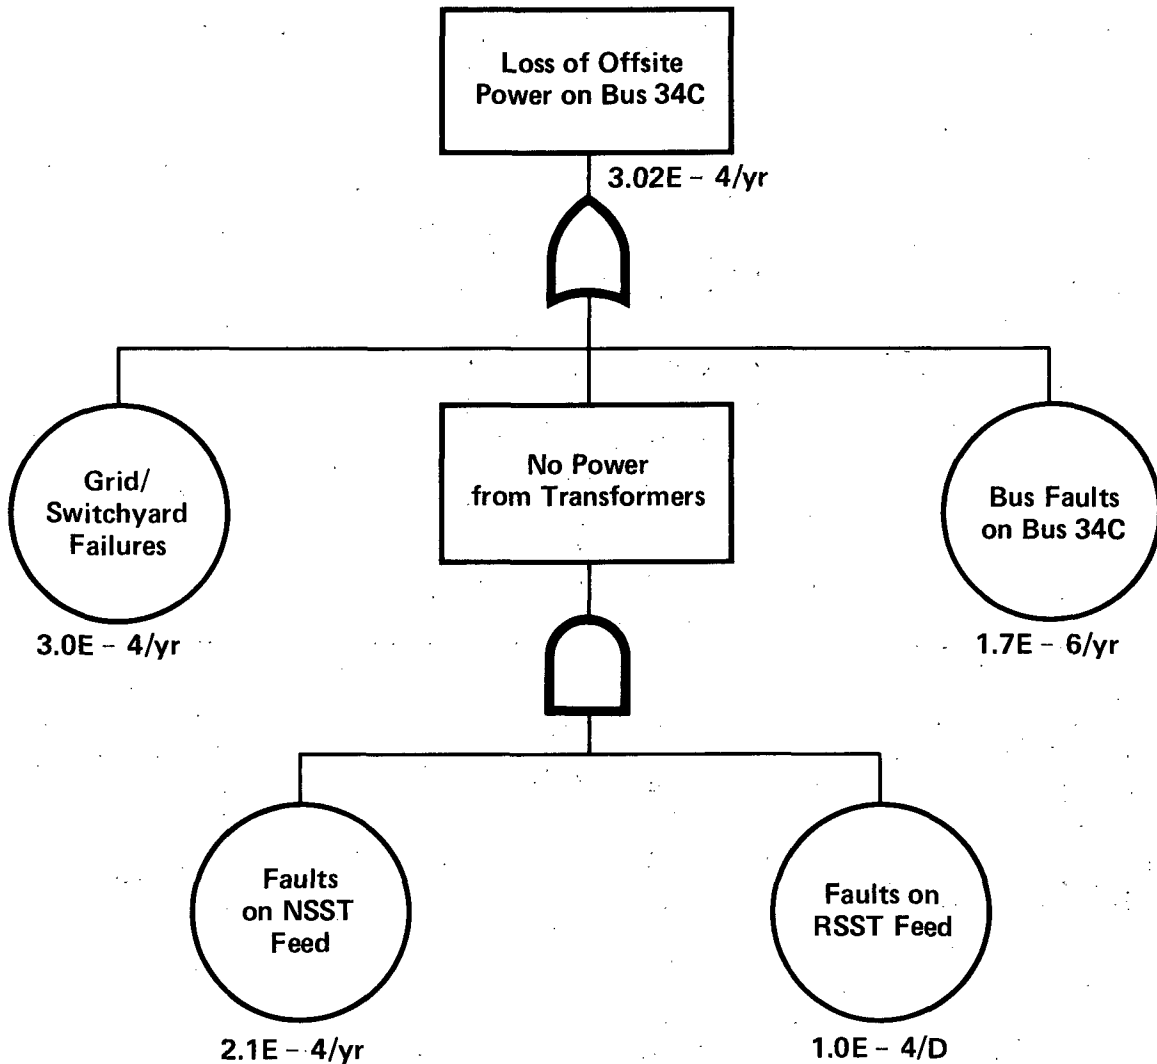 Loss of Offsite
Power on Bus 34C
3.02E – 4/yr
Grid/
Switchyard
Failures
3.0E – 4/yr
No Power
from Transformers
Bus Faults
on Bus 34C
1.7E – 6/yr
Faults
on NSST
Feed
2.1E – 4/yr
Faults on
RSST Feed
1.0E – 4/D